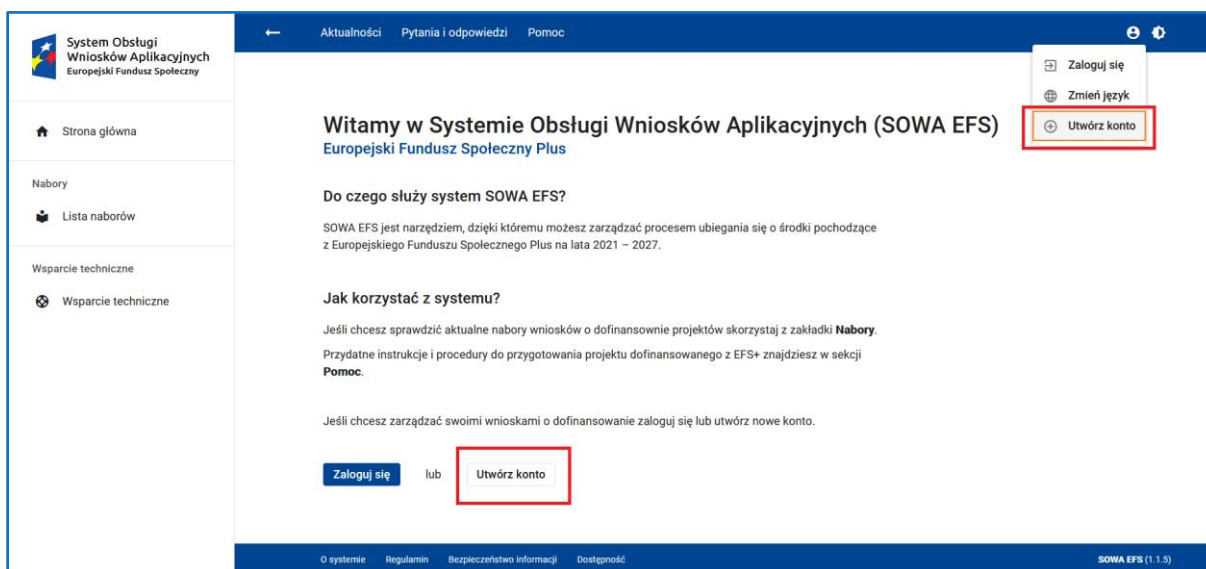 System Obsługi
Wniosków Aplikacyjnych
Europejski Fundusz Społeczny
Aktualności Pytania i odpowiedzi Pomoc
Zaloguj się
Zmień język
Utwórz konto
Strona główna
Nabory
Lista naborów
Wsparcie techniczne
Wsparcie techniczne
Witamy w Systemie Obsługi Wniosków Aplikacyjnych (SOWA EFS)
Europejski Fundusz Społeczny Plus
Do czego służy system SOWA EFS?
SOWA EFS jest narzędziem, dzięki któremu możesz zarządzać procesem ubiegania się o środki pochodzące
z Europejskiego Funduszu Społecznego Plus na lata 2021 – 2027.
Jak korzystać z systemu?
Jeśli chcesz sprawdzić aktualne nabory wniosków o dofinansownie projektów skorzystaj z zakładki Nabory.
Przydatne instrukcje i procedury do przygotowania projektu dofinansowanego z EFS+ znajdziesz w sekcji
Pomoc.
Jeśli chcesz zarządzać swoimi wnioskami o dofinansowanie zaloguj się lub utwórz nowe konto.
Zaloguj się lub Utwórz konto
O systemie Regulamin Bezpieczeństwo informacji Dostępność SOWA EFS (1.1.5)